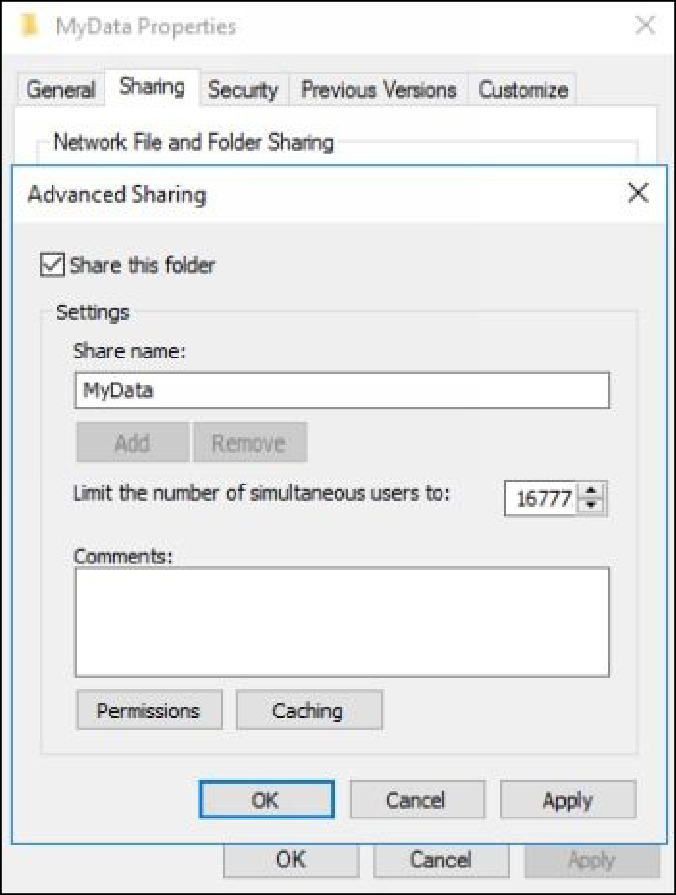 MyData Properties
General Sharing Security Previous Versions Customize
Network File and Folder Sharing
Advanced Sharing
Share this folder
Settings
Share name:
MyData
Add Remove
Limit the number of simultaneous users to: 16777
Comments:
Permissions Caching
OK Cancel Apply
OK Cancel Apply